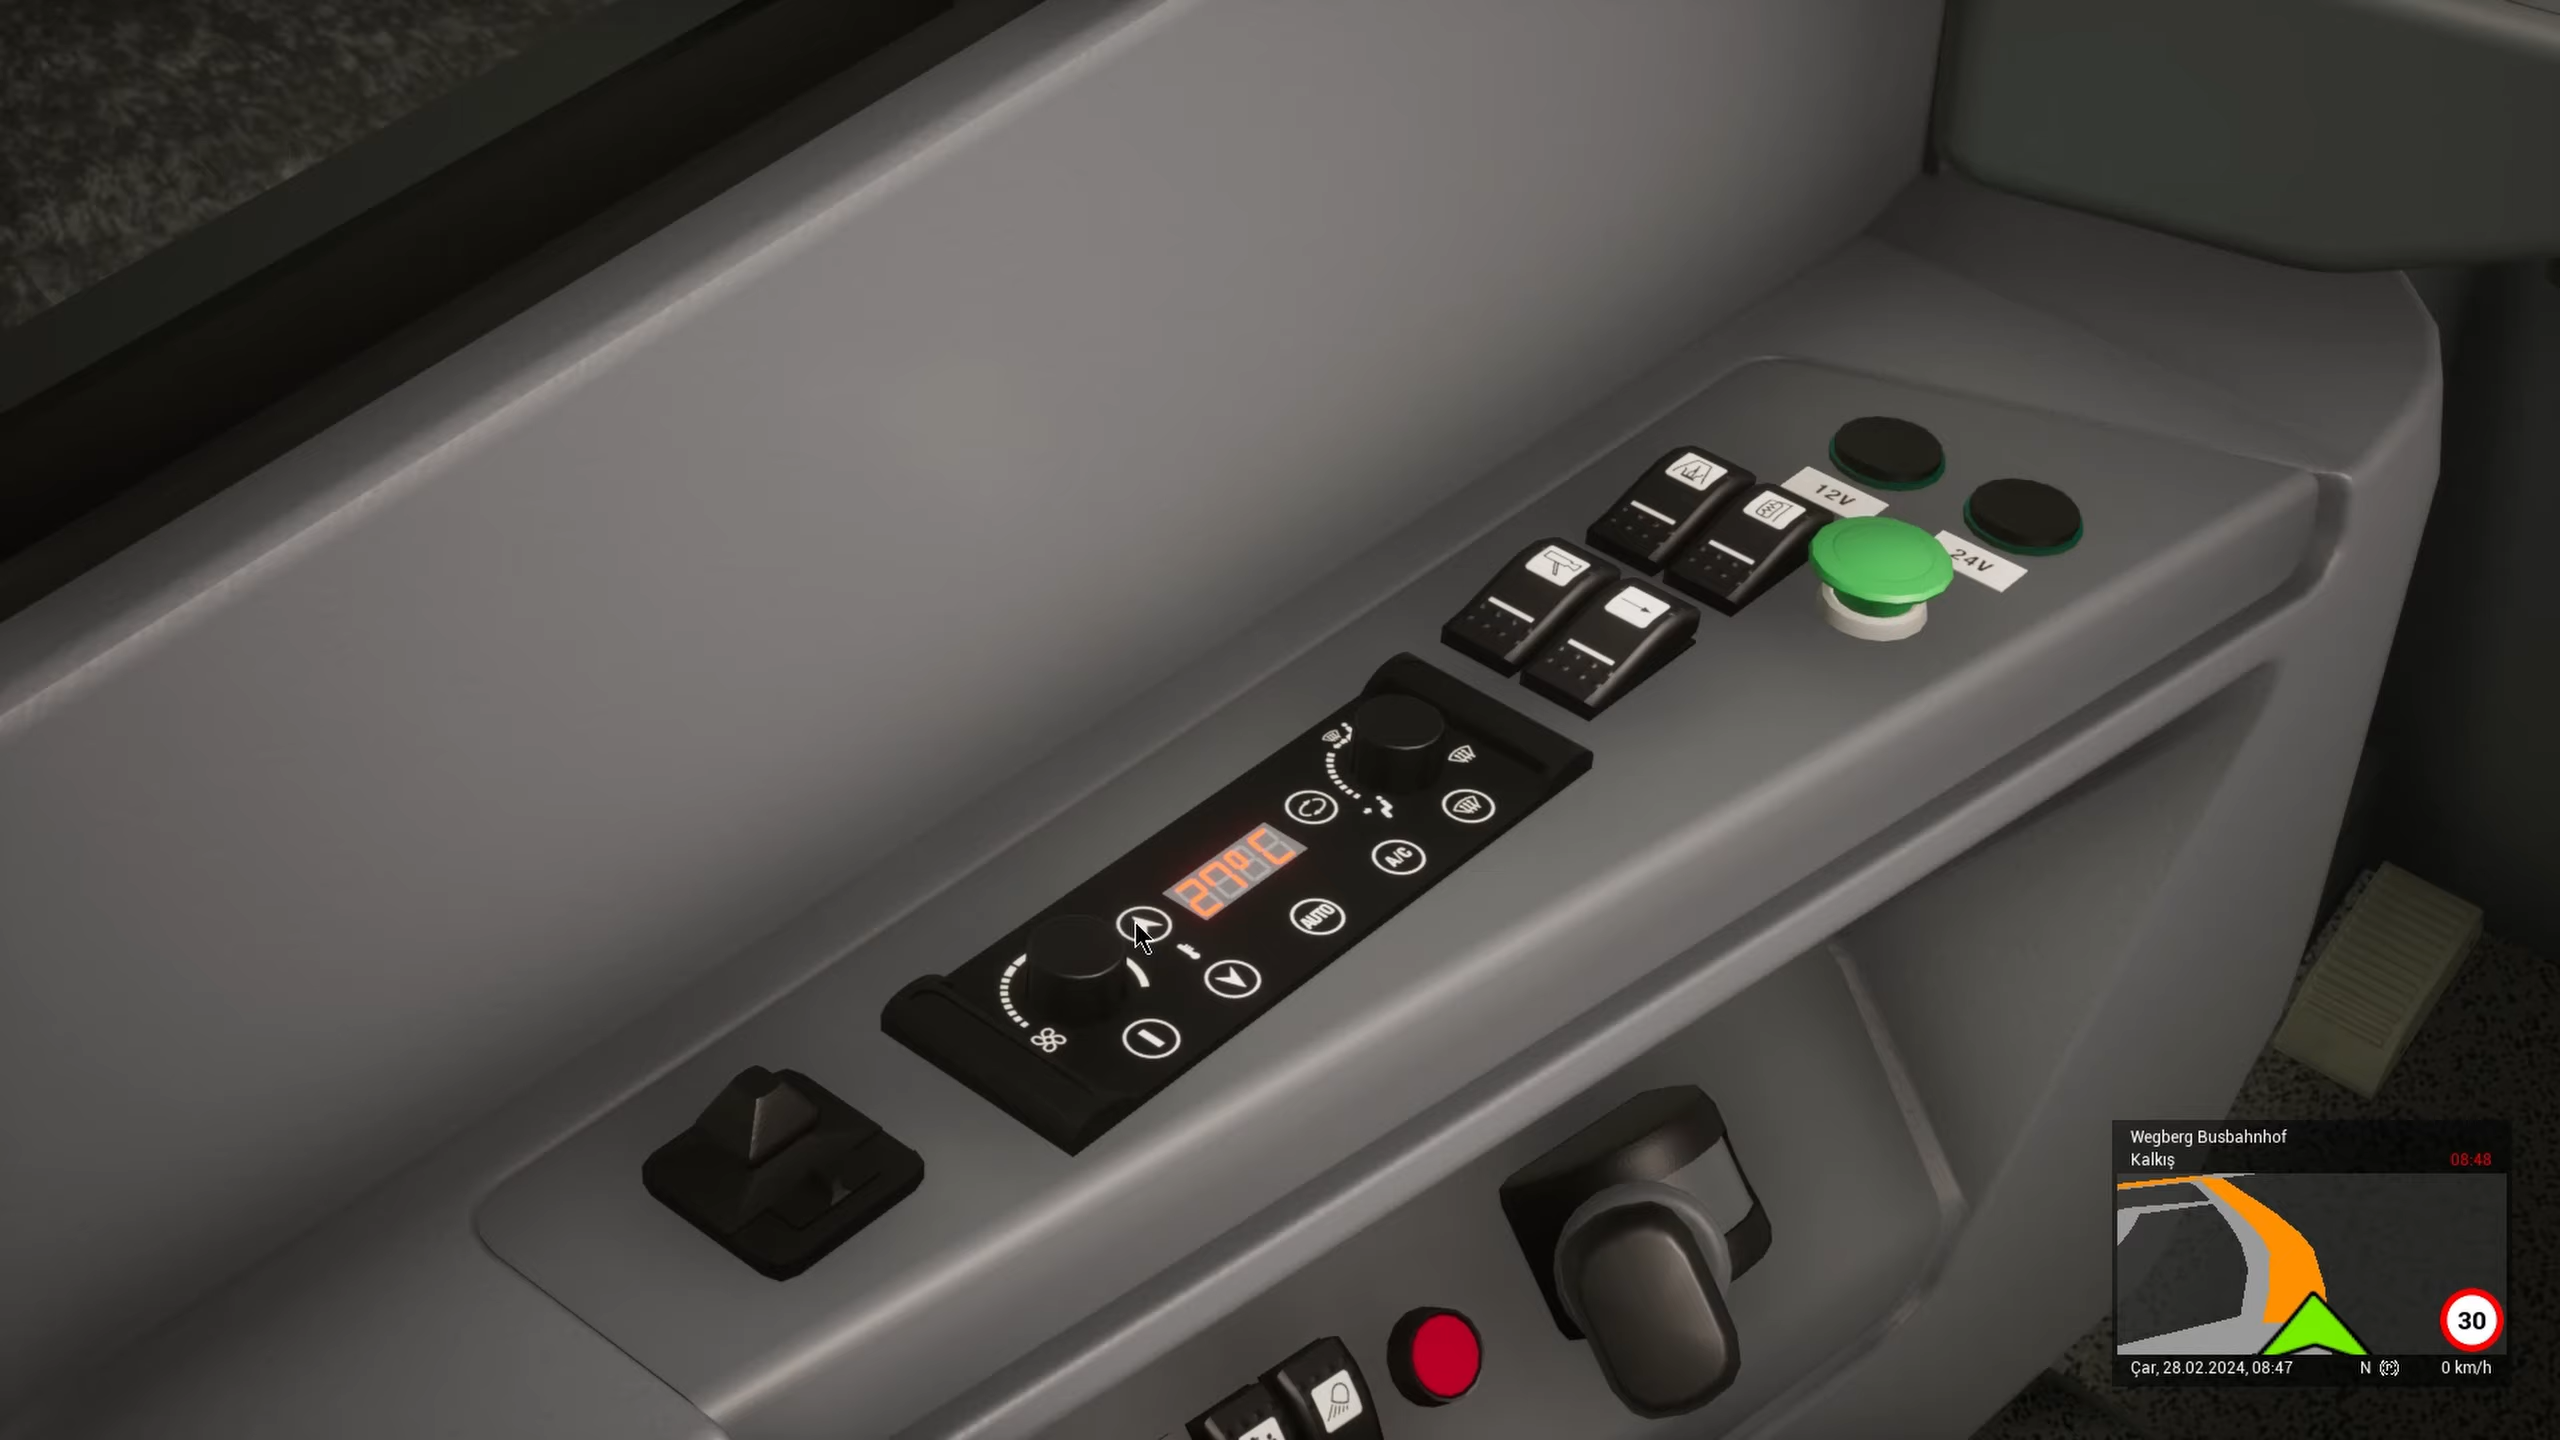 12V
24V
27°C
A/C
AUTO
Wegberg Busbahnhof
Kalkış 08:48
30
Çar, 28.02.2024, 08:47 N (P) 0 km/h